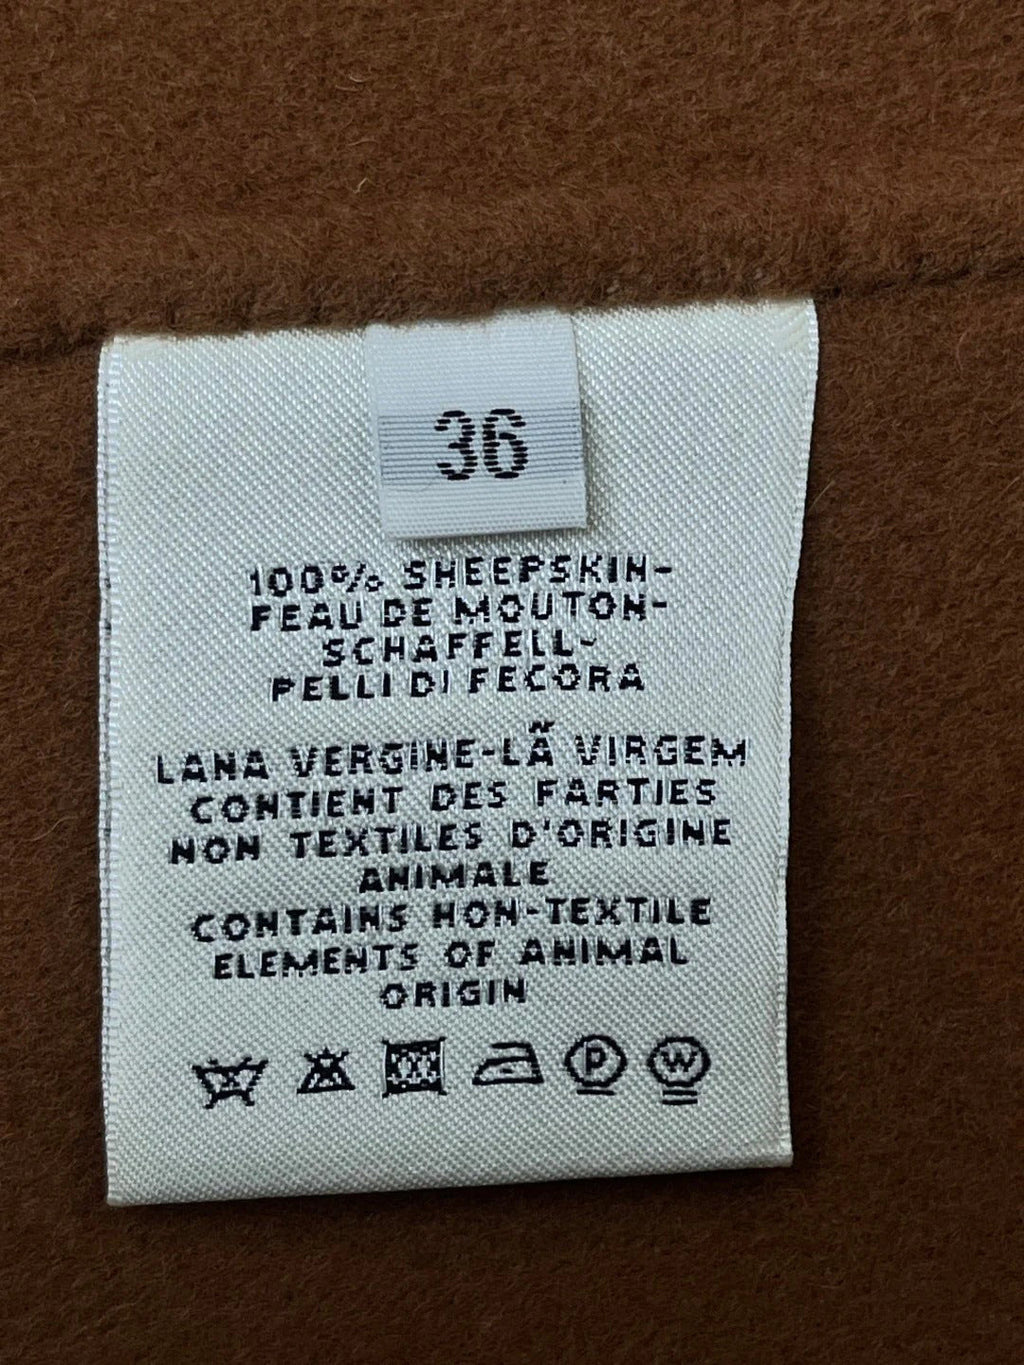 36
100% SHEEPSKIN-
PEAU DE MOUTON-
SCHAFFELL-
PELLI DI PECORA
LANA VERGINE-LÃ VIRGEM
CONTIENT DES PARTIES
NON TEXTILES D'ORIGINE
ANIMALE
CONTAINS NON-TEXTILE
ELEMENTS OF ANIMAL
ORIGIN
P W